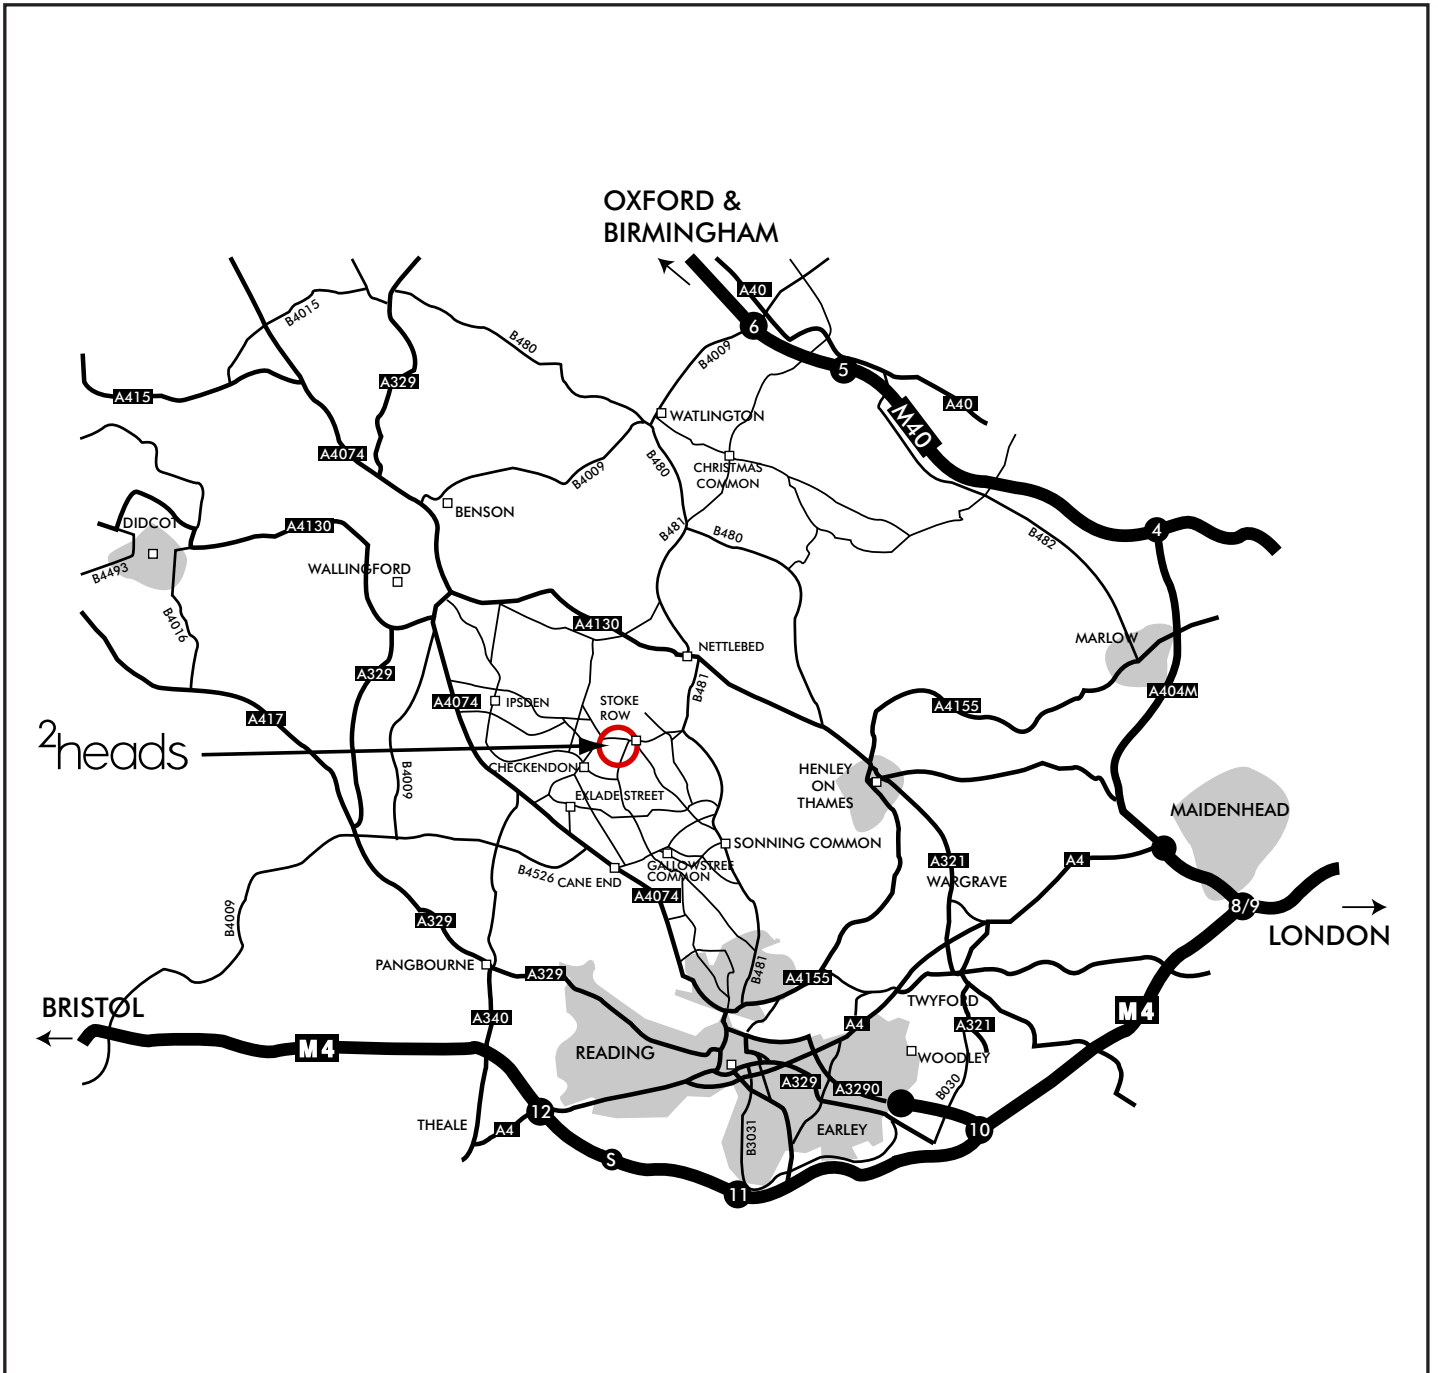 OXFORD &
BIRMINGHAM
A40
6
B4015
B480
B4009
5
A329
A415
A40
M40
WATLINGTON
A4074
B480
CHRISTMAS
COMMON
B4009
BENSON
DIDCOT
A4130
B481
B480
B482
4
B4493
WALLINGFORD
B4016
A4130
MARLOW
NETTLEBED
A329
B481
A404M
A4074
IPSDEN
STOKE
ROW
A4155
A417
2heads
CHECKENDON
HENLEY
ON
THAMES
B4009
EXLADE STREET
MAIDENHEAD
SONNING COMMON
A321
A4
GALLOWSTREE
COMMON
B4526
CANE END
WARGRAVE
A4074
8/9
B4009
A329
LONDON
PANGBOURNE
A329
B481
A4155
BRISTOL
TWYFORD
M4
A340
A4
A321
M4
READING
WOODLEY
A329
A3290
B030
12
THEALE
A4
EARLEY
10
B3031
S
11